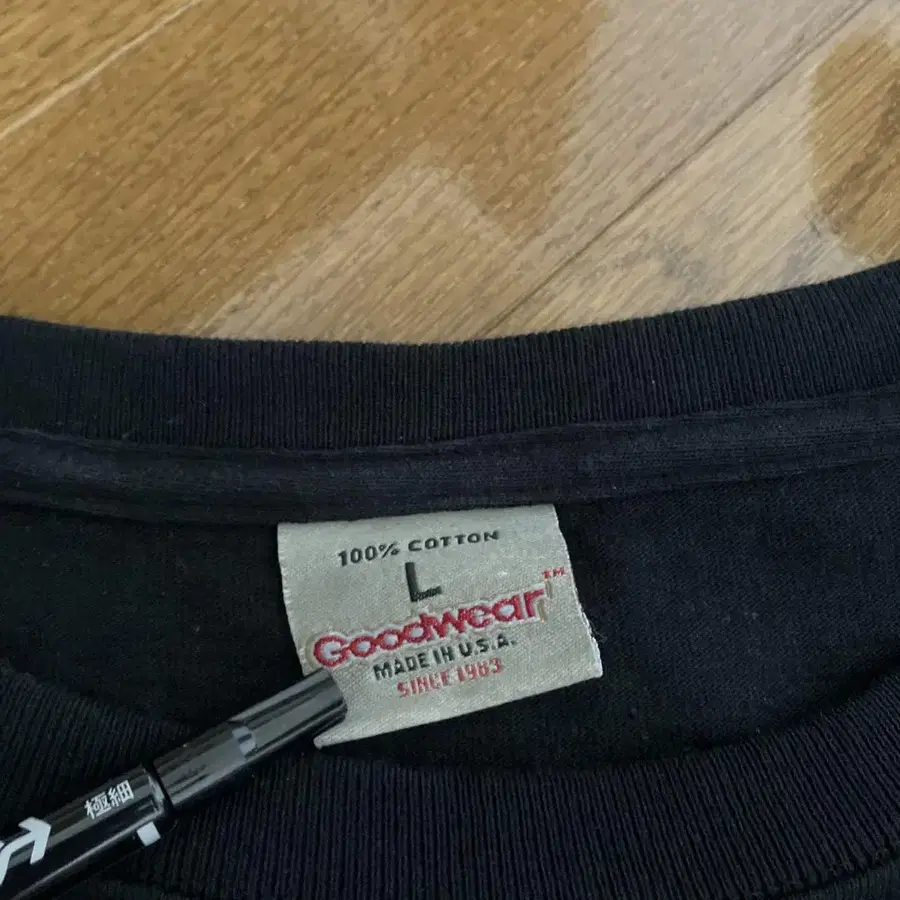 100% COTTON
L
Goodwear™
MADE IN U.S.A.
SINCE 1983
極細